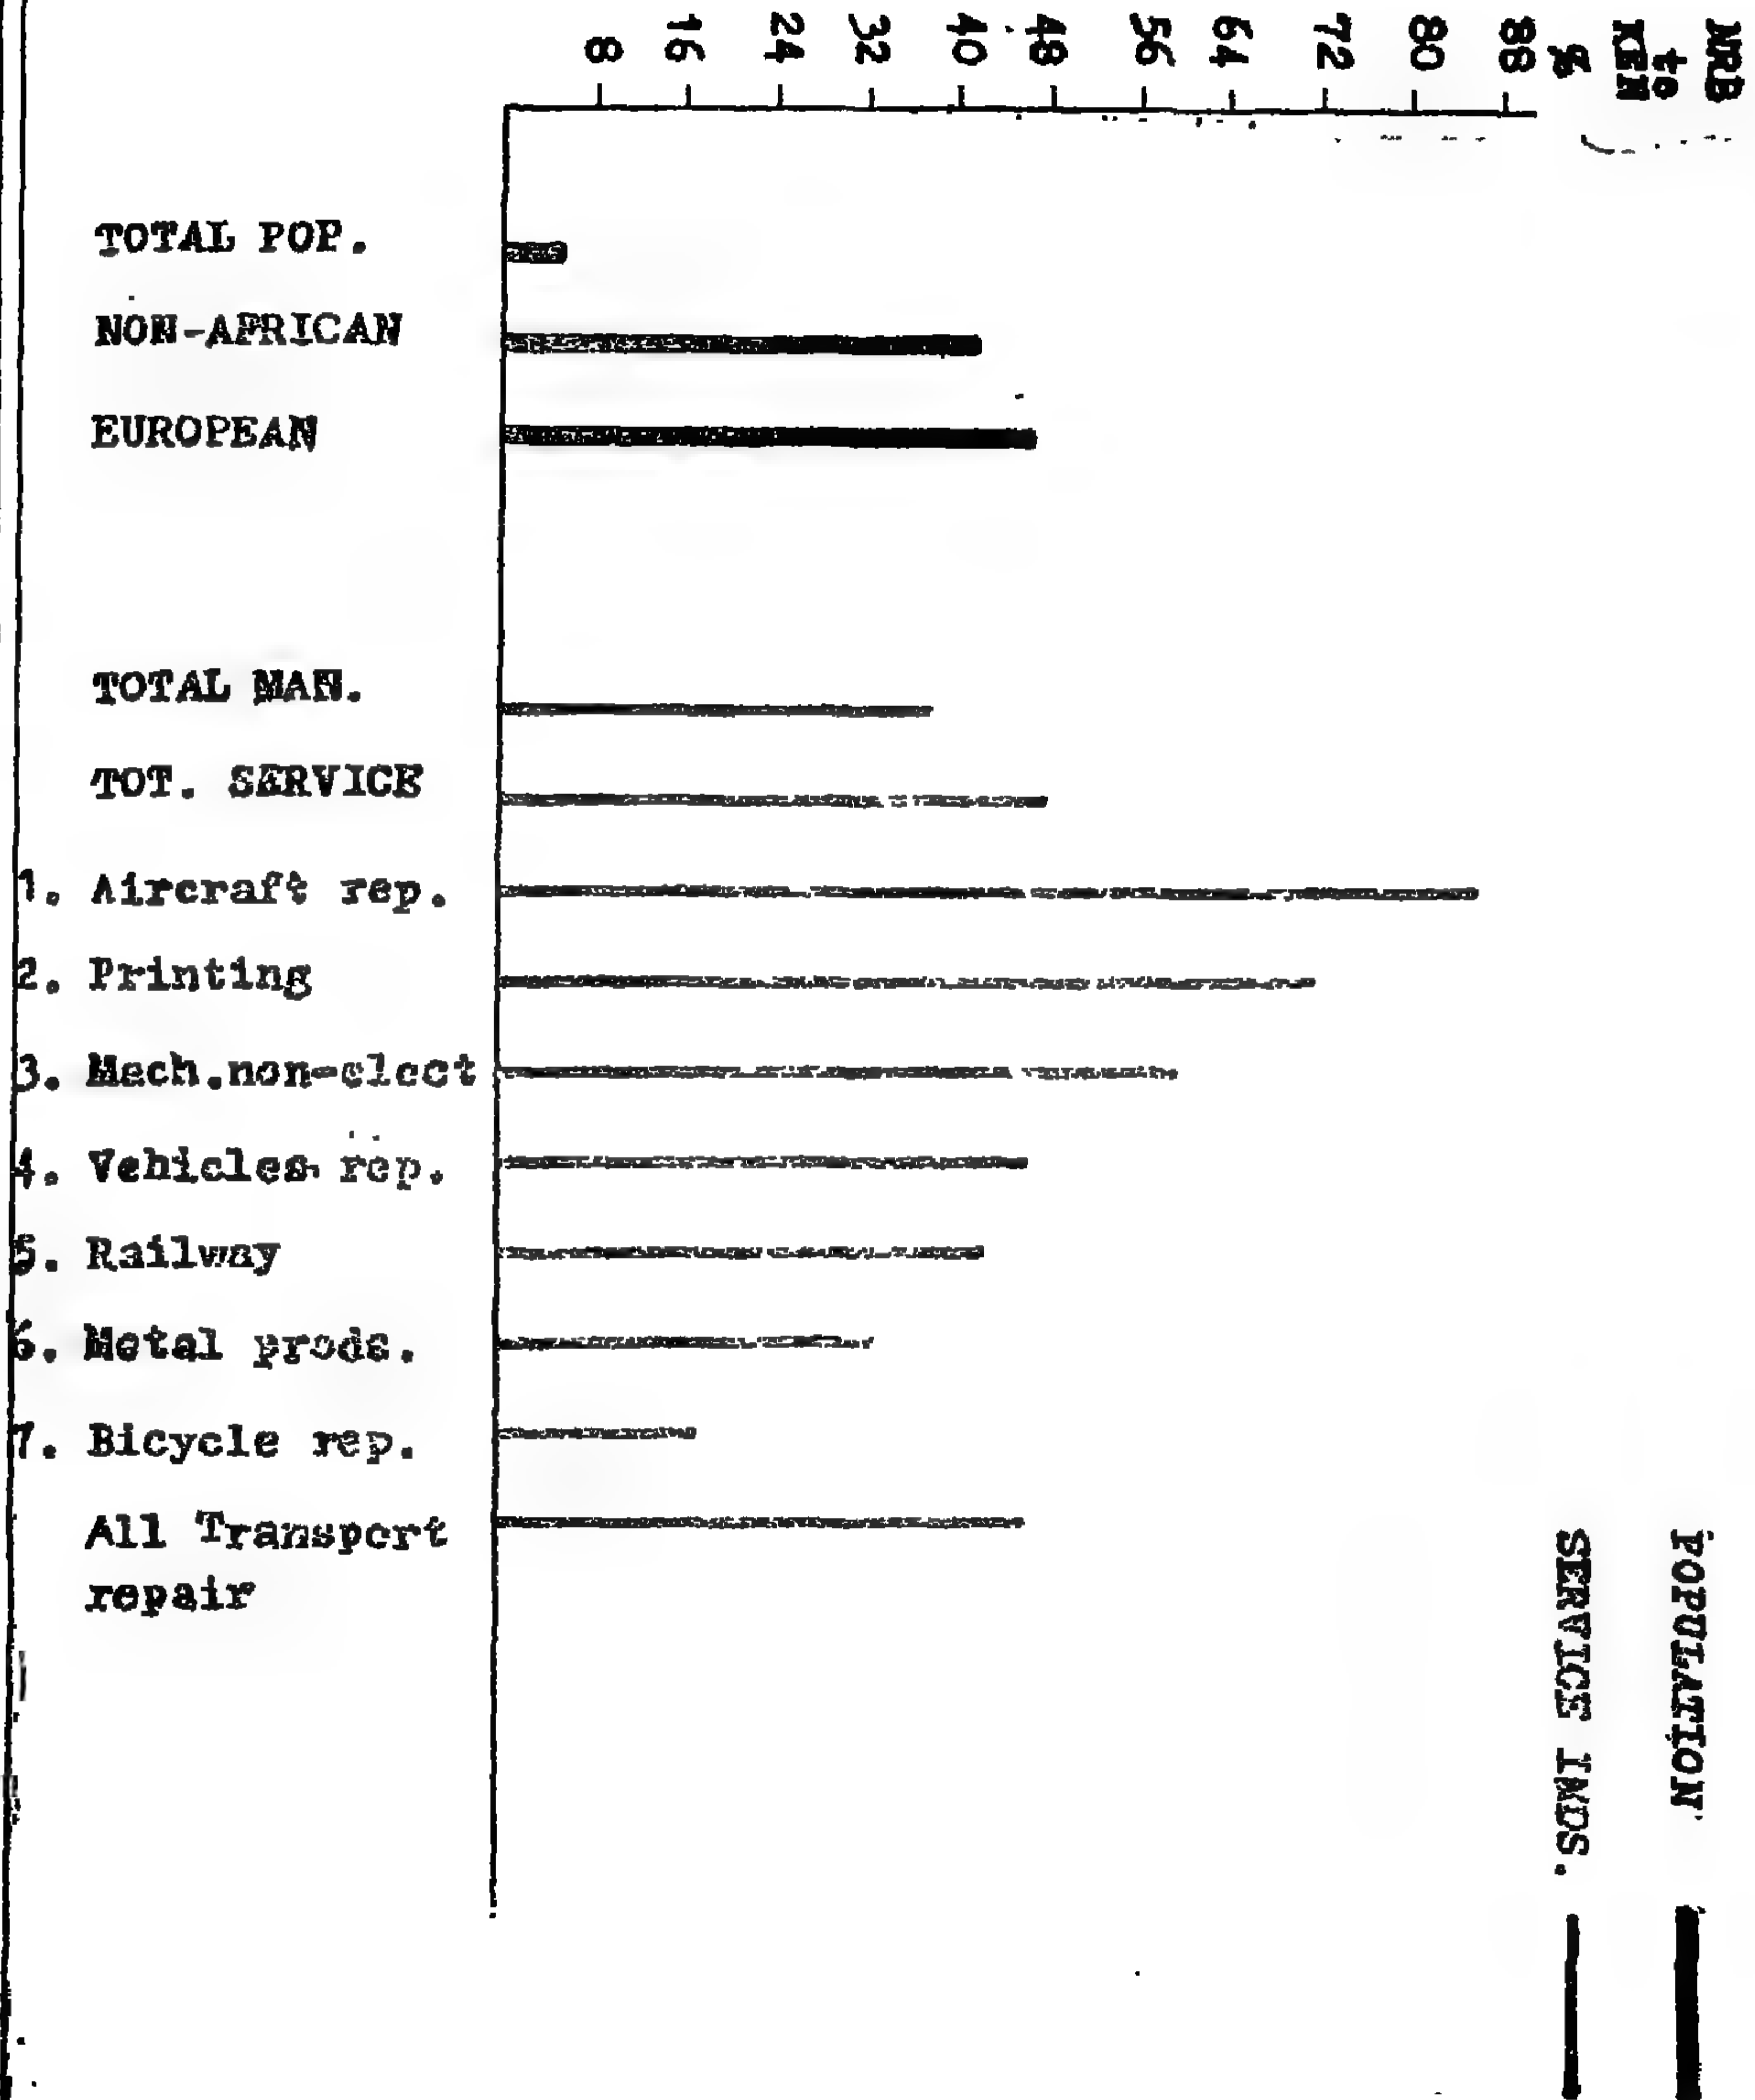 NRB
to
KEN
%
8 16 24 32 40 48 56 64 72 80 88
TOTAL POP.
NON-AFRICAN
EUROPEAN
TOTAL MAN.
TOT. SERVICE
1. Aircraft rep.
2. Printing
3. Mech.non-elect
4. Vehicles rep.
5. Railway
6. Metal prods.
7. Bicycle rep.
All Transport
repair
POPULATION
SERVICE INDS.